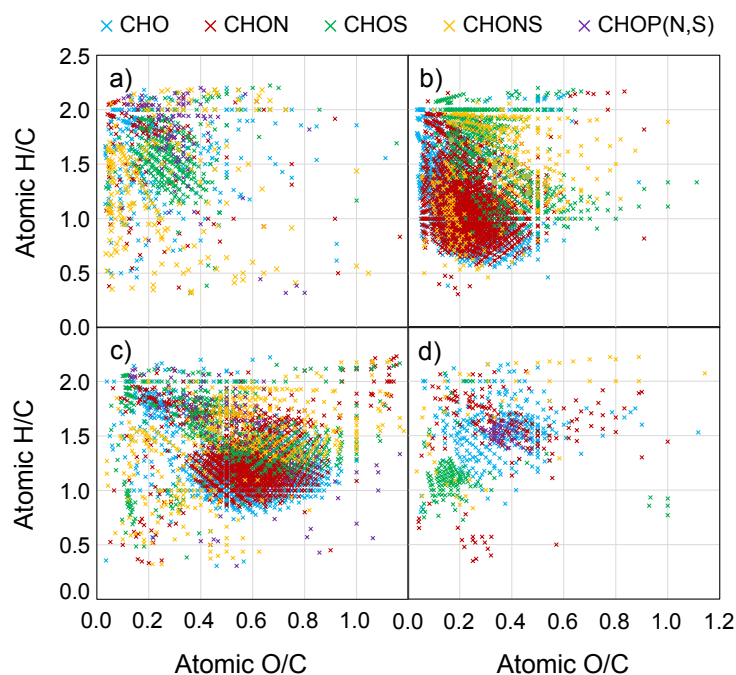 × CHO × CHON × CHOS × CHONS × CHOP(N,S)
2.5
a)
b)
2.0
1.5
1.0
0.5
0.0
Atomic H/C
c)
d)
2.0
1.5
1.0
0.5
0.0
Atomic H/C
0.0 0.2 0.4 0.6 0.8 1.0 0.0 0.2 0.4 0.6 0.8 1.0 1.2
Atomic O/C Atomic O/C